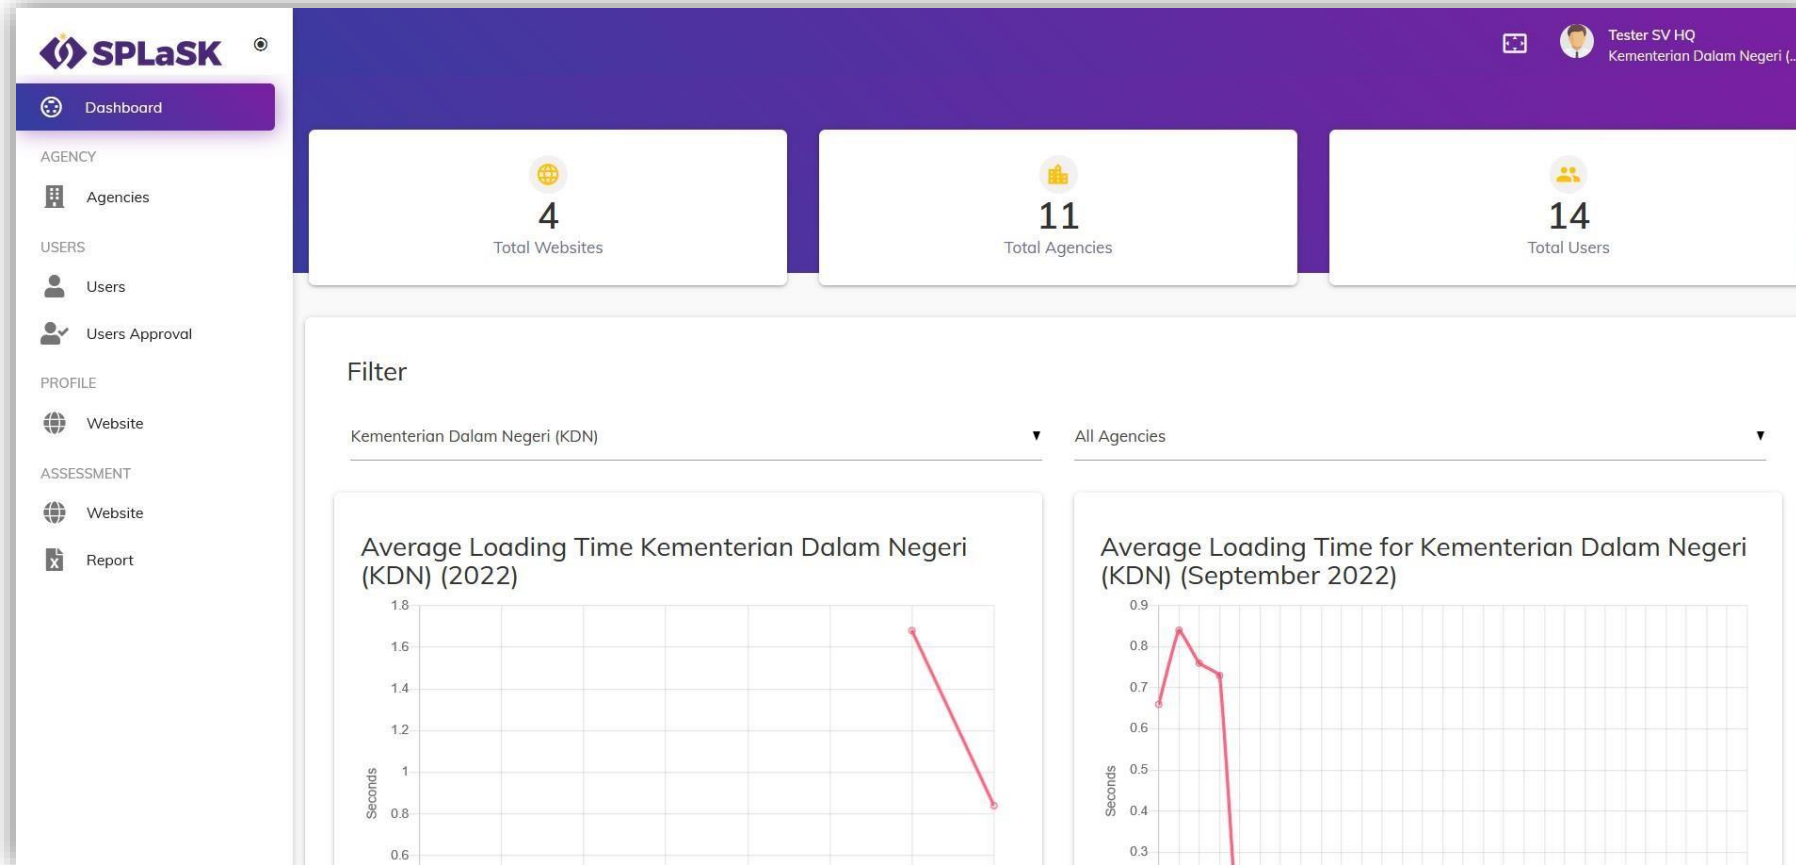 SPLaSK
Tester SV HQ
Kementerian Dalam Negeri (...
Dashboard
AGENCY
Agencies
USERS
Users
Users Approval
PROFILE
Website
ASSESSMENT
Website
Report
4
Total Websites
11
Total Agencies
14
Total Users
Filter
Kementerian Dalam Negeri (KDN)
All Agencies
Average Loading Time Kementerian Dalam Negeri
(KDN) (2022)
1.8
1.6
1.4
1.2
1
0.8
0.6
Seconds
Average Loading Time for Kementerian Dalam Negeri
(KDN) (September 2022)
0.9
0.8
0.7
0.6
0.5
0.4
0.3
Seconds